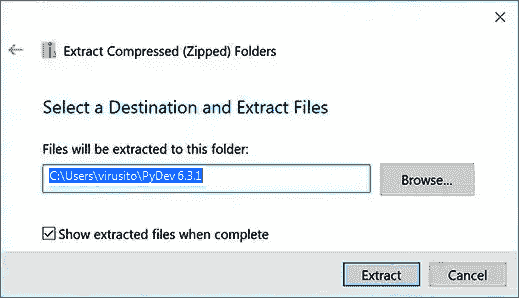 Extract Compressed (Zipped) Folders
Select a Destination and Extract Files
Files will be extracted to this folder:
C:\Users\virusito\PyDev 6.3.1
Browse...
Show extracted files when complete
Extract
Cancel